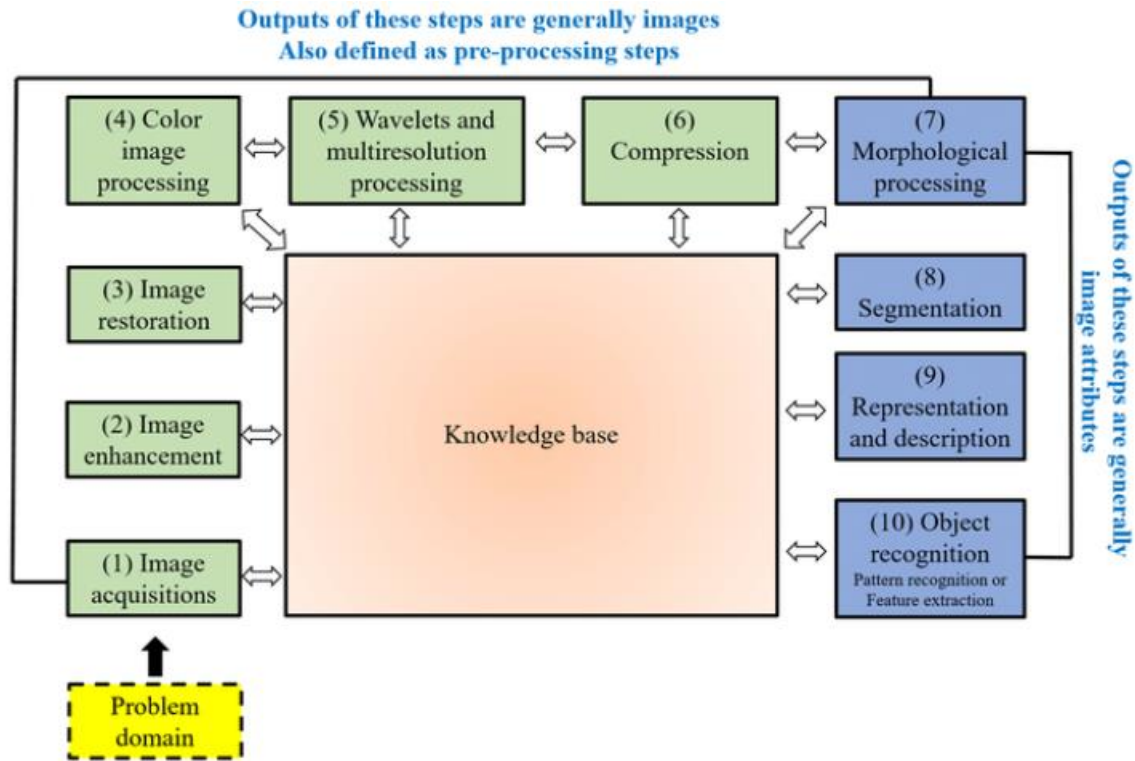 Outputs of these steps are generally images
Also defined as pre-processing steps
(4) Color
image
processing
(5) Wavelets and
multiresolution
processing
(6)
Compression
(7)
Morphological
processing
(3) Image
restoration
(2) Image
enhancement
(1) Image
acquisitions
Knowledge base
(8)
Segmentation
(9)
Representation
and description
(10) Object
recognition
Pattern recognition or
Feature extraction
Outputs of these steps are generally
image attributes
Problem
domain